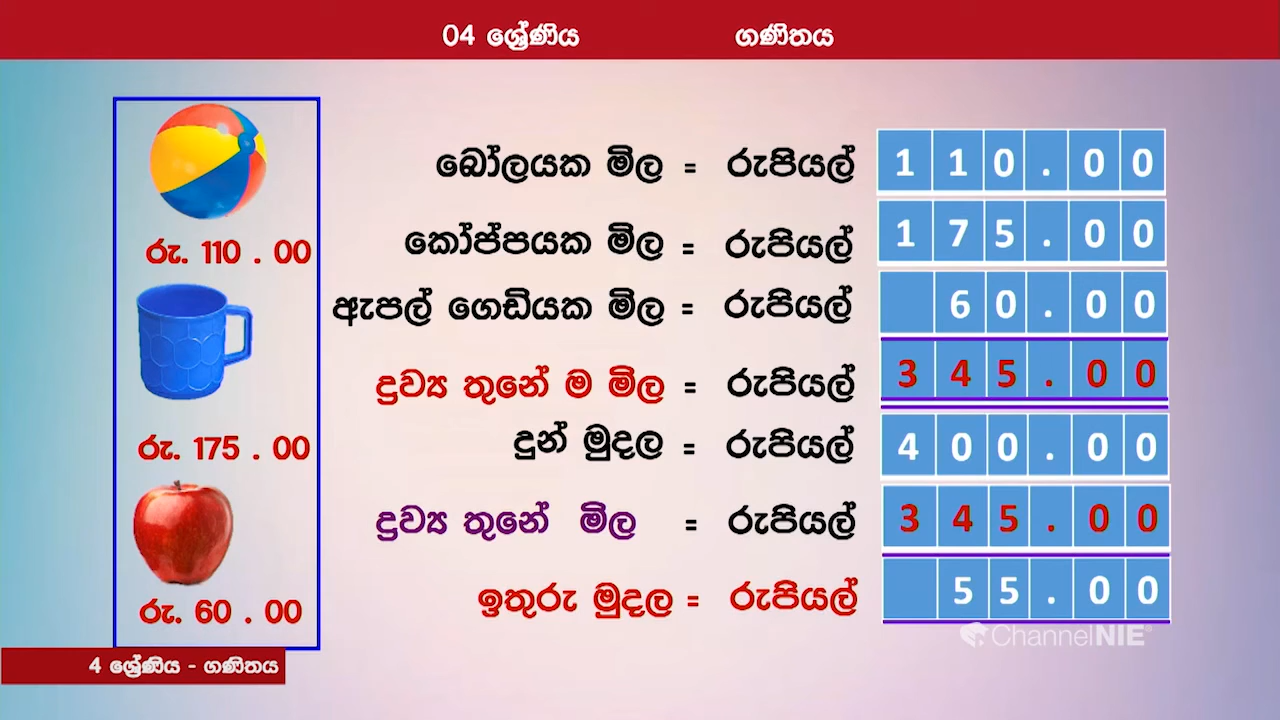 04 ශ්‍රේණිය ගණිතය
රු. 110 . 00
රු. 175 . 00
රු. 60 . 00
බෝලයක මිල = රුපියල් 110.00
කෝප්පයක මිල = රුපියල් 175.00
ඇපල් ගෙඩියක මිල = රුපියල් 60.00
ද්‍රව්‍ය තුනේ ම මිල = රුපියල් 345.00
දුන් මුදල = රුපියල් 400.00
ද්‍රව්‍ය තුනේ මිල = රුපියල් 345.00
ඉතුරු මුදල = රුපියල් 55.00
ChannelNIE
4 ශ්‍රේණිය - ගණිතය